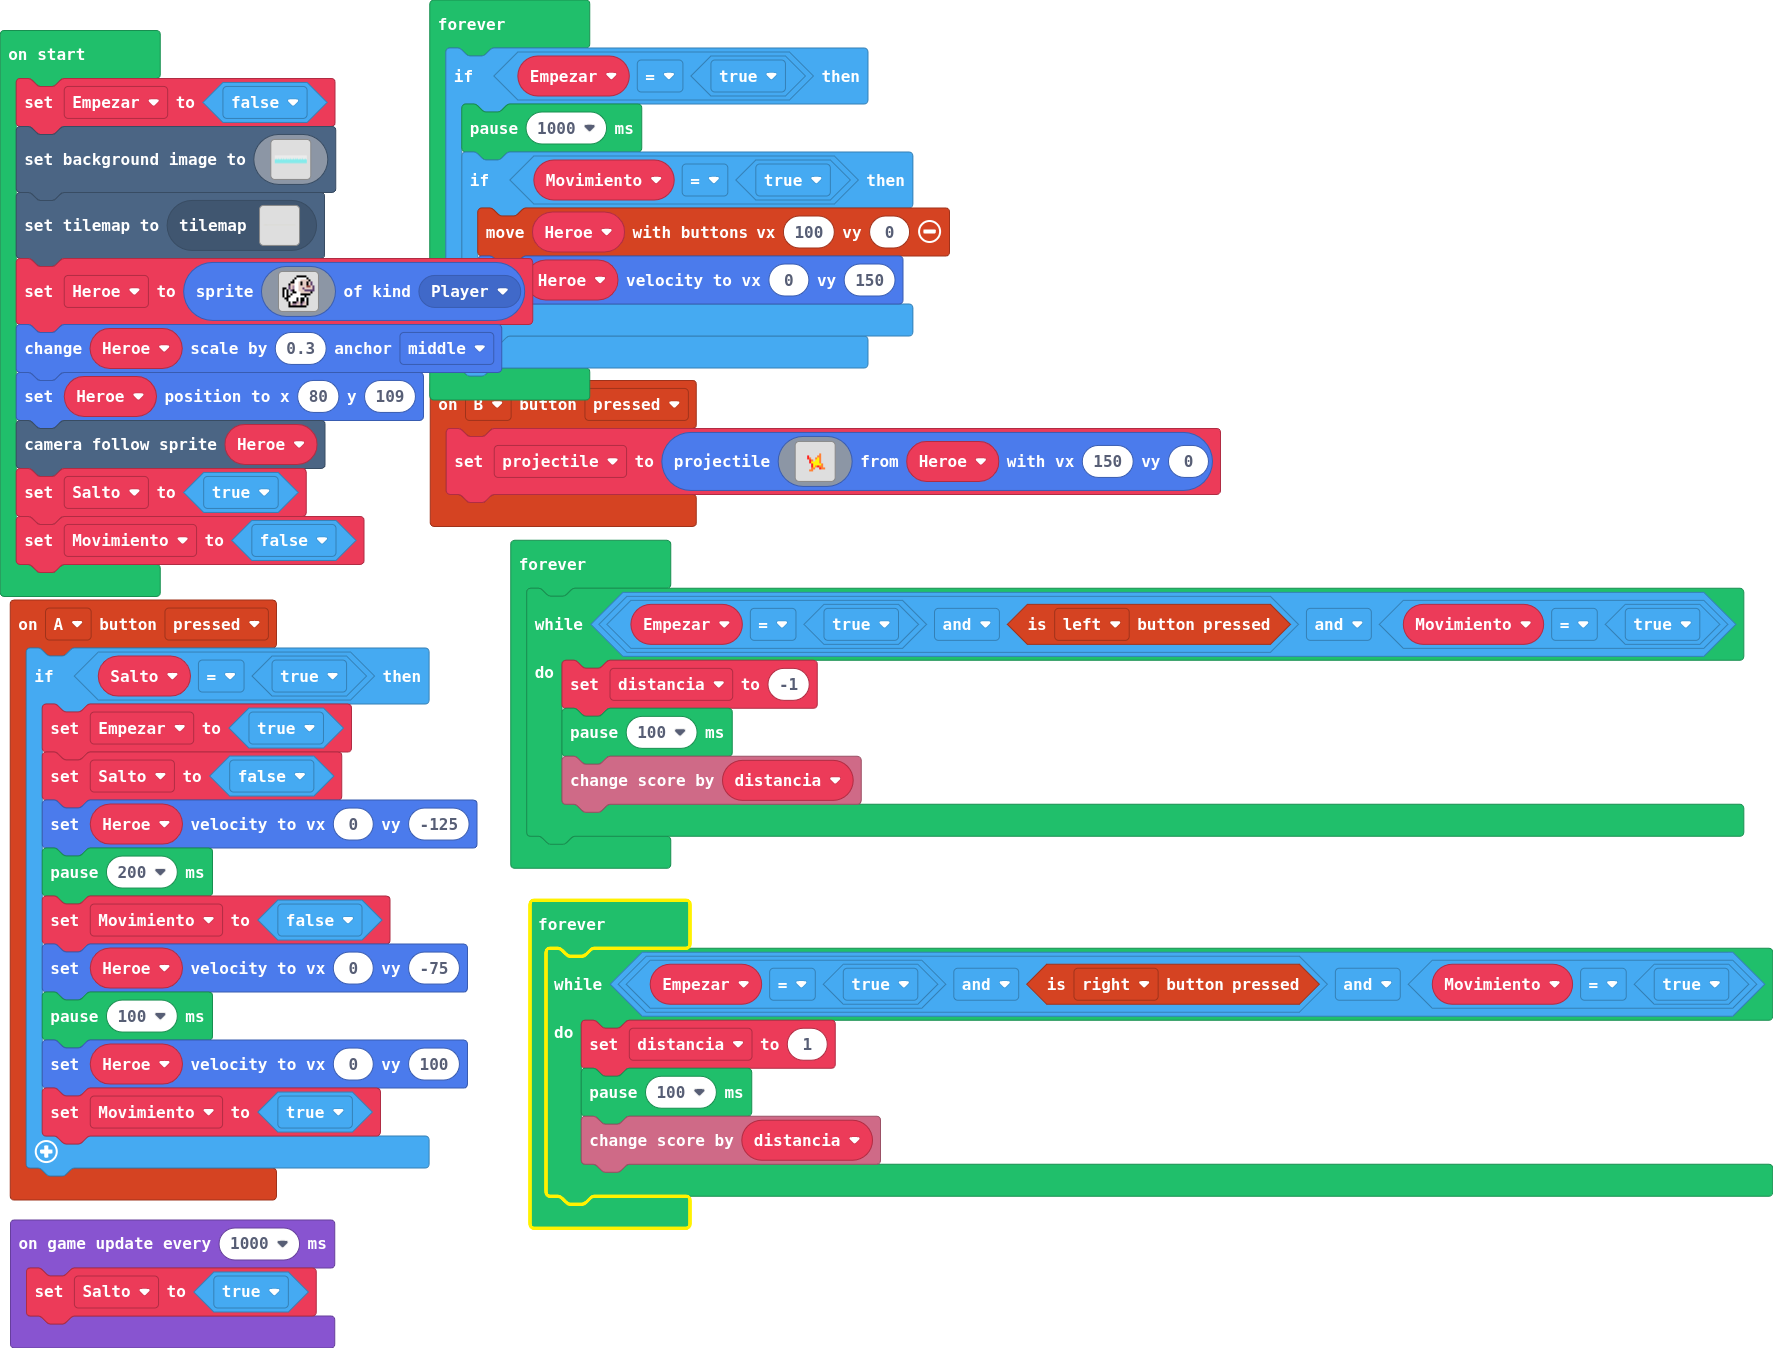 on start
set Empezar to false
set background image to
set tilemap to tilemap
set Heroe to sprite of kind Player
change Heroe scale by 0.3 anchor middle
set Heroe position to x 80 y 109
camera follow sprite Heroe
set Salto to true
set Movimiento to false
forever
if Empezar = true then
pause 1000 ms
if Movimiento = true then
move Heroe with buttons vx 100 vy 0
Heroe velocity to vx 0 vy 150
on B button pressed
set projectile to projectile from Heroe with vx 150 vy 0
on A button pressed
if Salto = true then
set Empezar to true
set Salto to false
set Heroe velocity to vx 0 vy -125
pause 200 ms
set Movimiento to false
set Heroe velocity to vx 0 vy -75
pause 100 ms
set Heroe velocity to vx 0 vy 100
set Movimiento to true
forever
while Empezar = true and is left button pressed and Movimiento = true
do
set distancia to -1
pause 100 ms
change score by distancia
forever
while Empezar = true and is right button pressed and Movimiento = true
do
set distancia to 1
pause 100 ms
change score by distancia
on game update every 1000 ms
set Salto to true